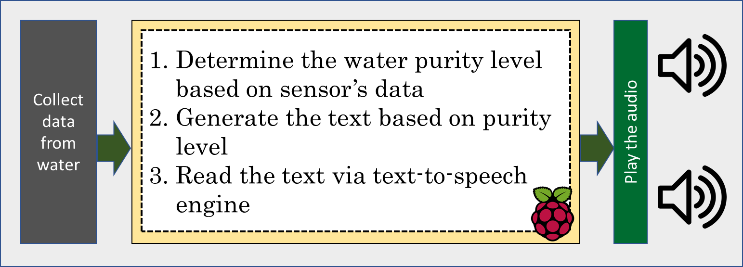 Collect
data
from
water
1. Determine the water purity level
based on sensor's data
2. Generate the text based on purity
level
3. Read the text via text-to-speech
engine
Play the audio